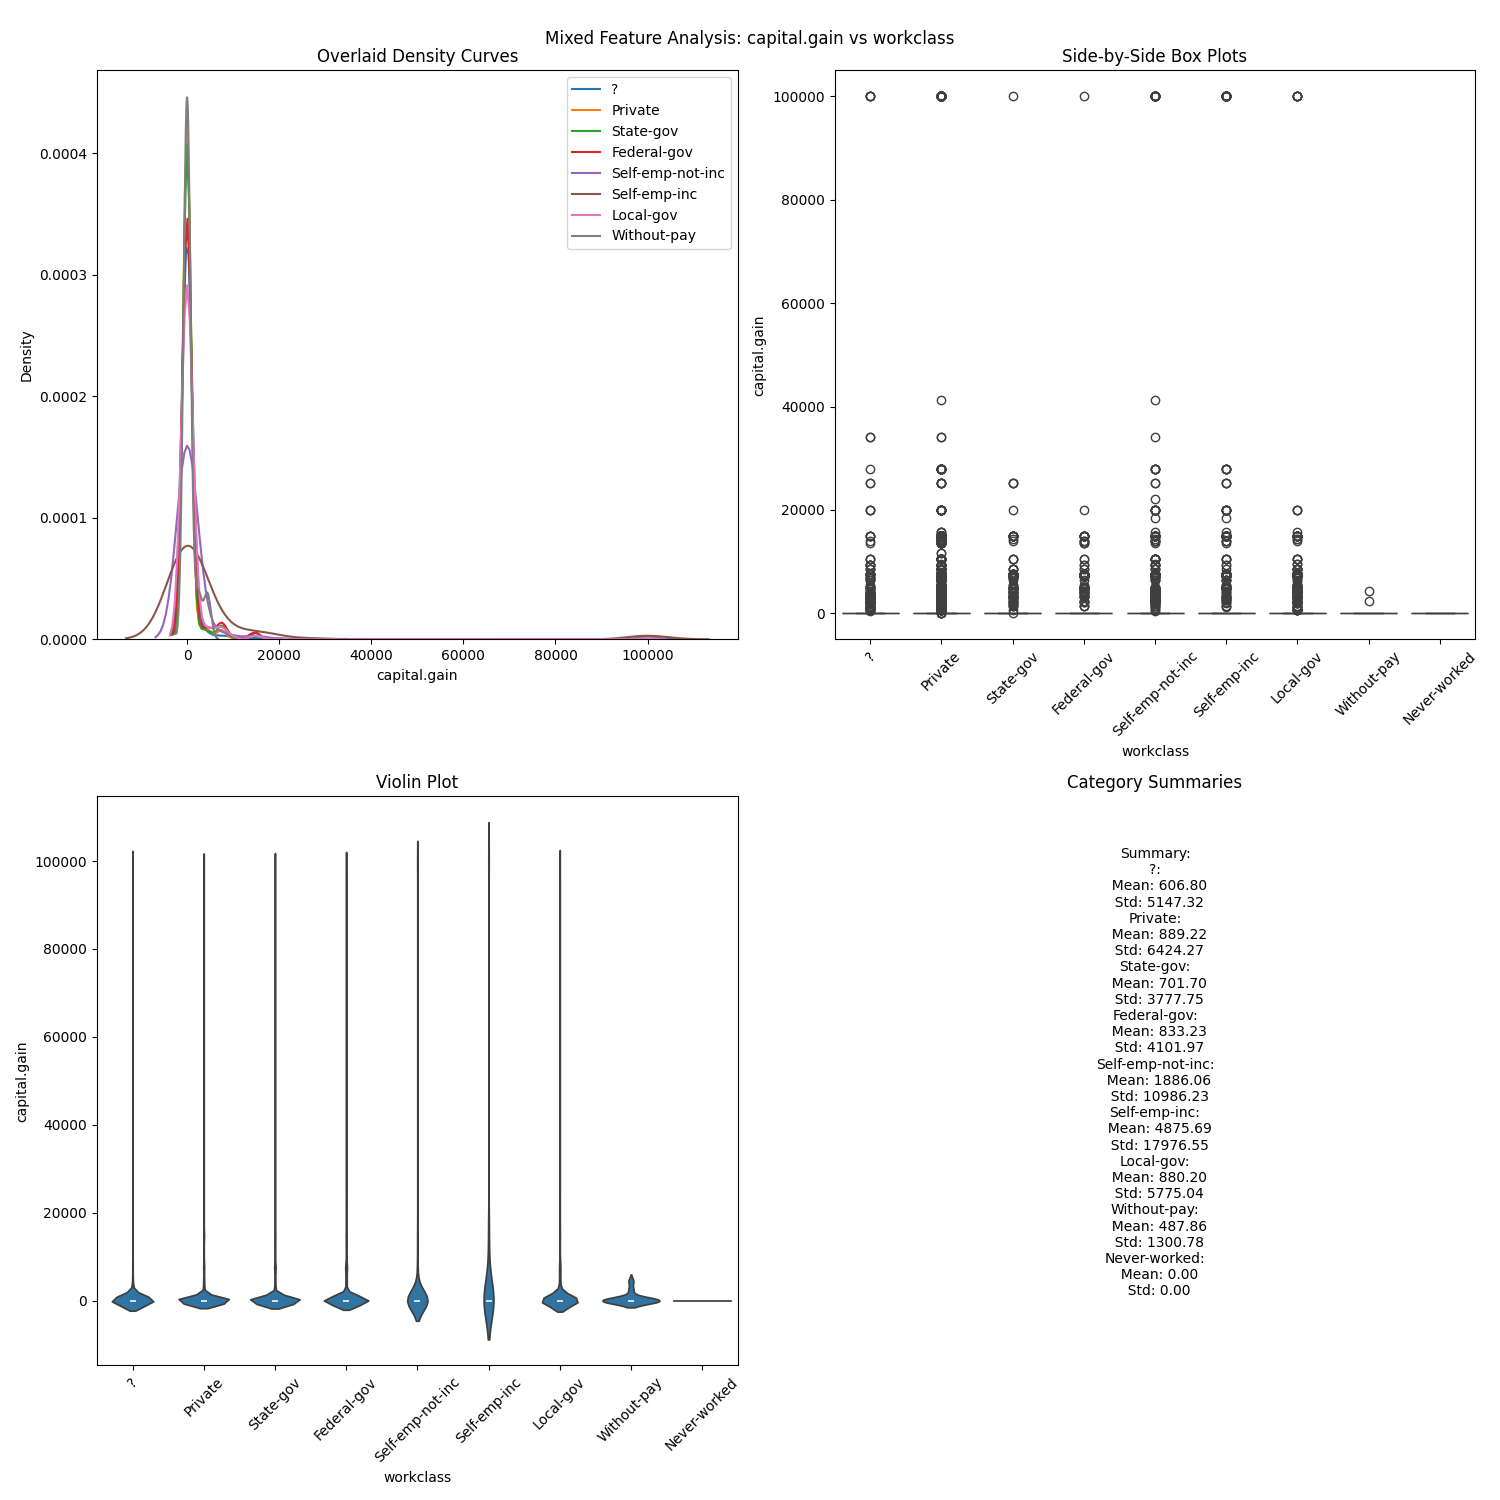 Mixed Feature Analysis: capital.gain vs workclass
Overlaid Density Curves
0.0004
0.0003
0.0002
0.0001
0.0000
Density
0
20000
40000
60000
80000
100000
capital.gain
?
Private
State-gov
Federal-gov
Self-emp-not-inc
Self-emp-inc
Local-gov
Without-pay
Side-by-Side Box Plots
100000
80000
60000
40000
20000
0
capital.gain
?
Private
State-gov
Federal-gov
Self-emp-not-inc
Self-emp-inc
Local-gov
Without-pay
Never-worked
workclass
Violin Plot
100000
80000
60000
40000
20000
0
capital.gain
?
Private
State-gov
Federal-gov
Self-emp-not-inc
Self-emp-inc
Local-gov
Without-pay
Never-worked
workclass
Category Summaries
Summary:
?:
Mean: 606.80
Std: 5147.32
Private:
Mean: 889.22
Std: 6424.27
State-gov:
Mean: 701.70
Std: 3777.75
Federal-gov:
Mean: 833.23
Std: 4101.97
Self-emp-not-inc:
Mean: 1886.06
Std: 10986.23
Self-emp-inc:
Mean: 4875.69
Std: 17976.55
Local-gov:
Mean: 880.20
Std: 5775.04
Without-pay:
Mean: 487.86
Std: 1300.78
Never-worked:
Mean: 0.00
Std: 0.00